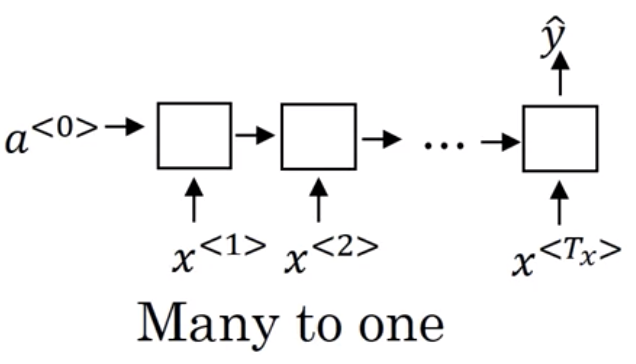 ŷ
a<0>
...
x<1> x<2> x<Tx>
Many to one